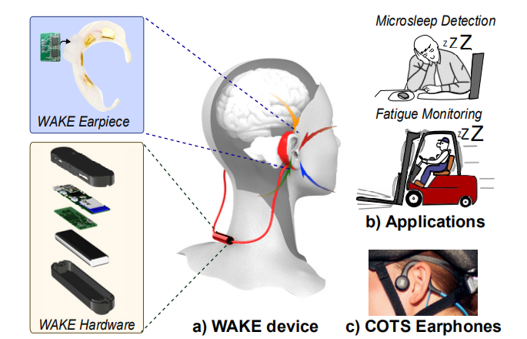 WAKE Earpiece
WAKE Hardware
a) WAKE device
Microsleep Detection
zZZ
Fatigue Monitoring
zzZ
b) Applications
c) COTS Earphones